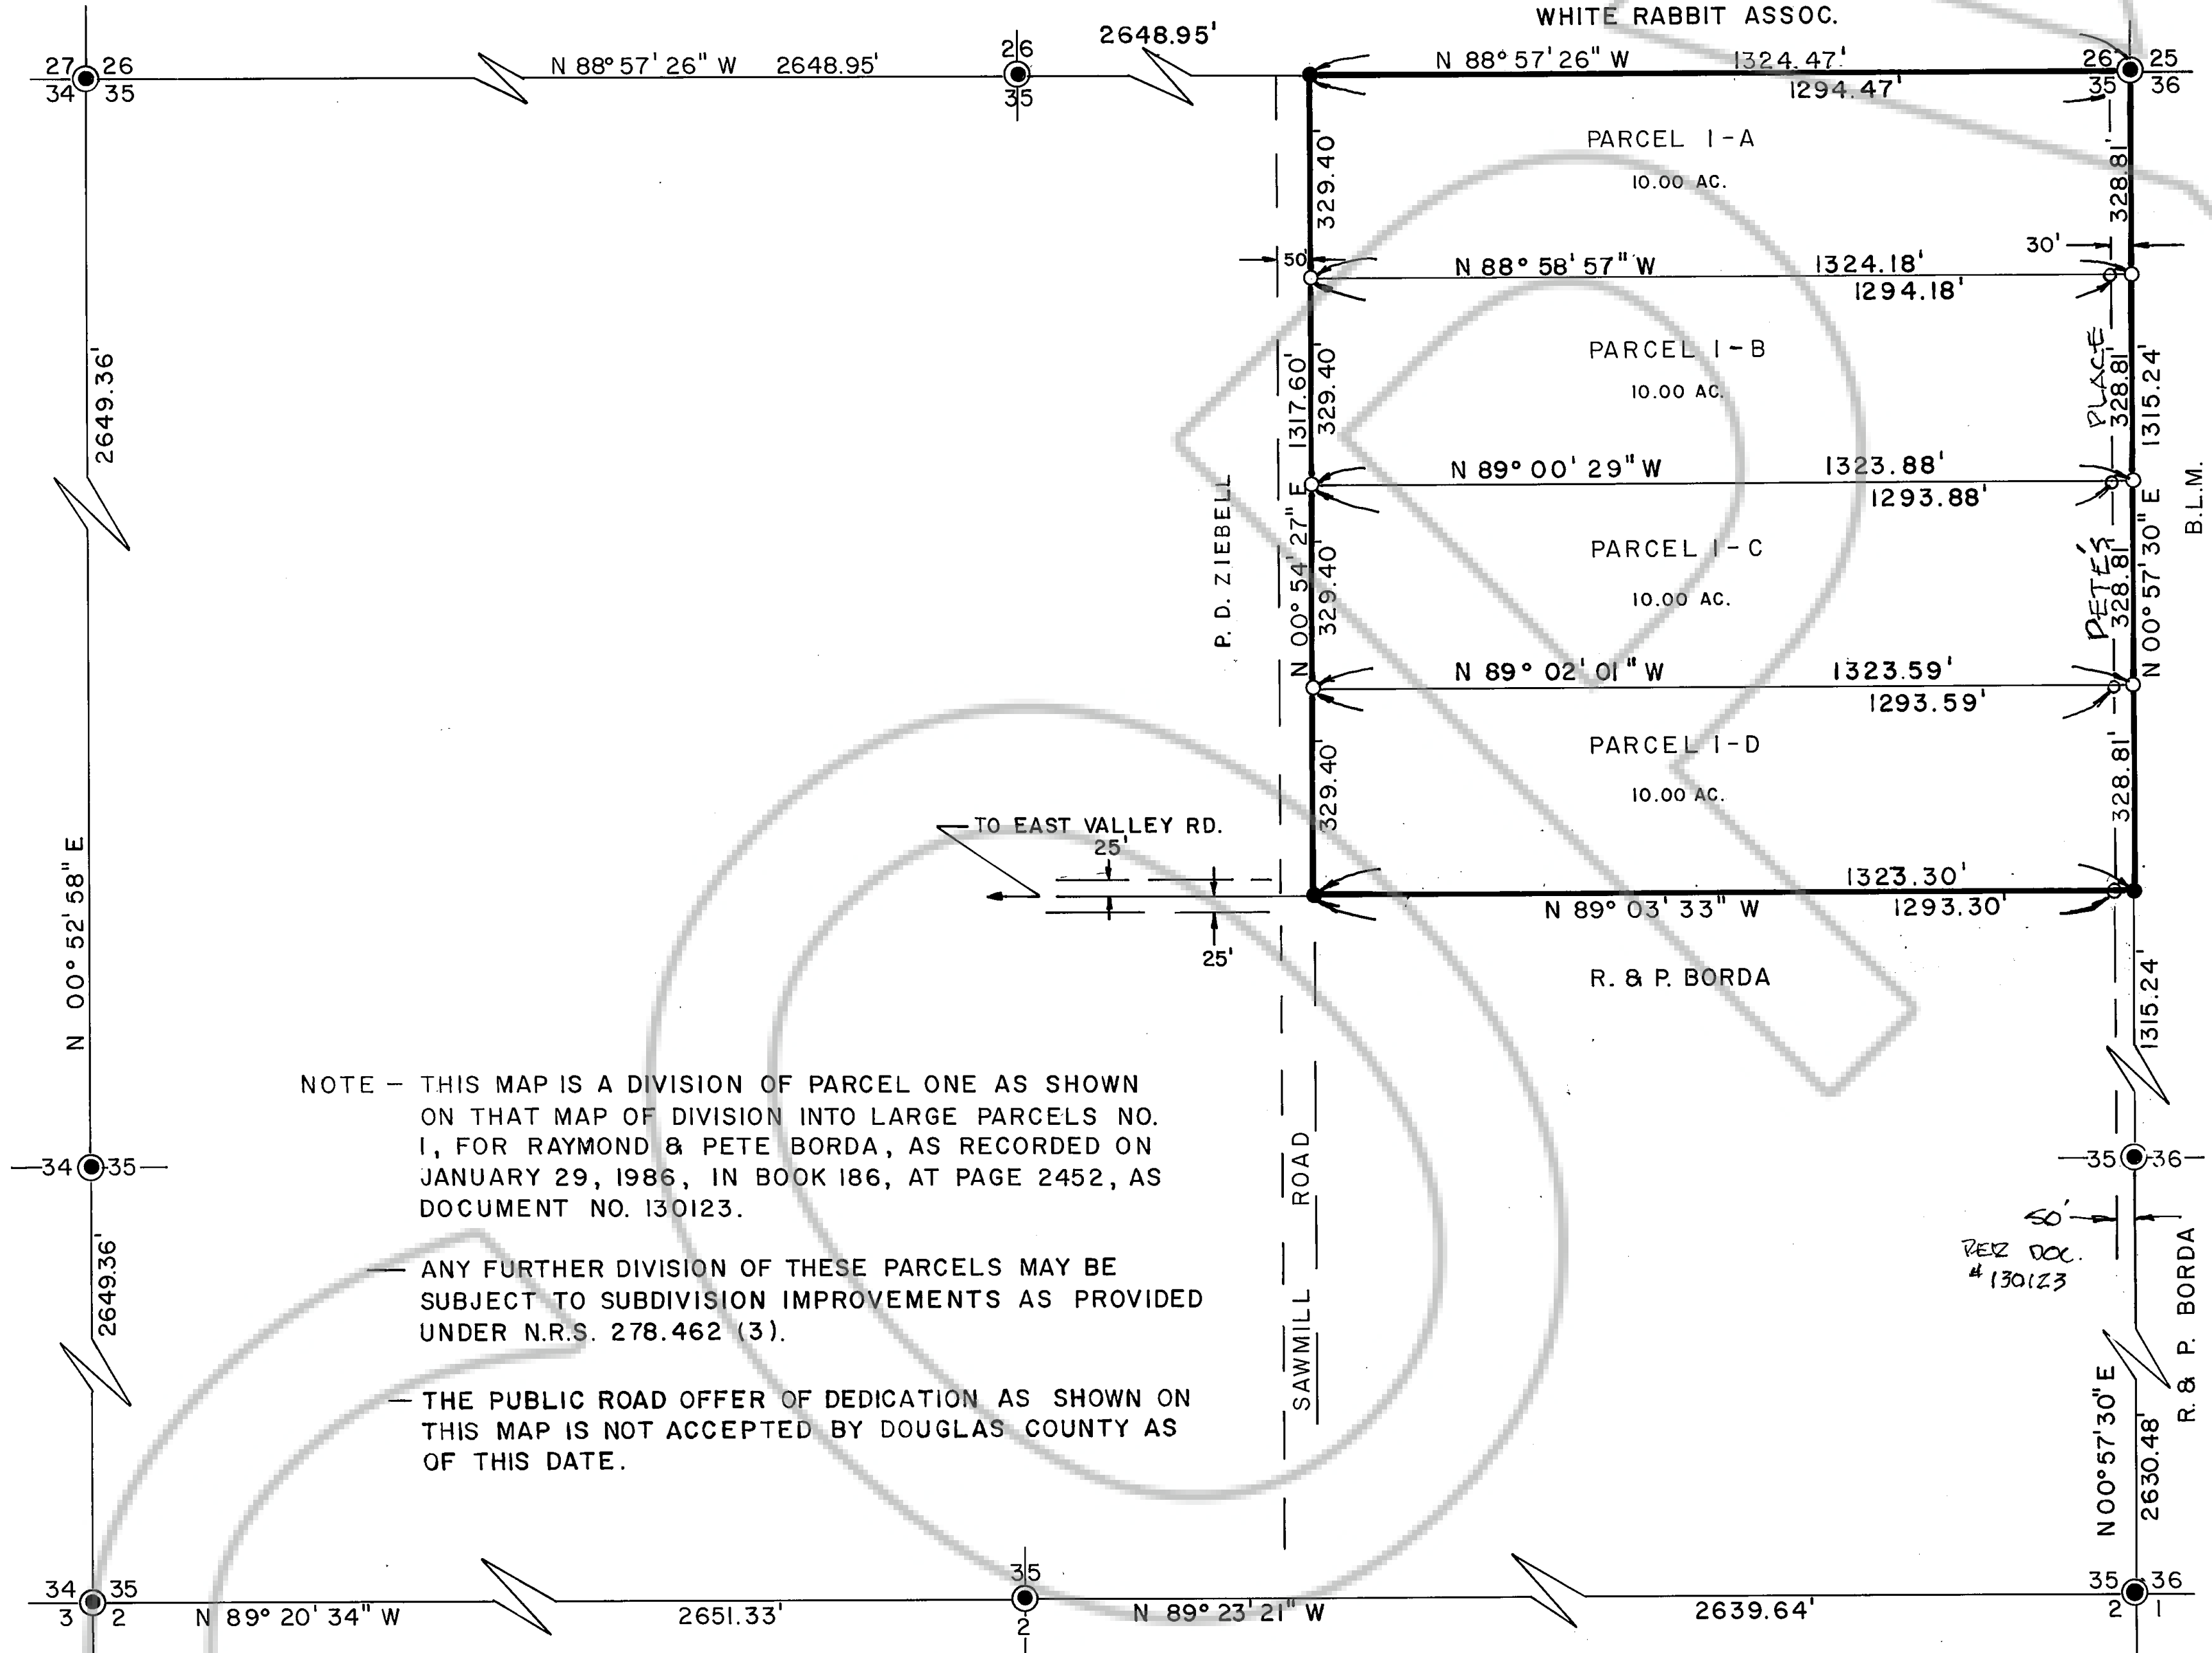 WHITE RABBIT ASSOC.
27 26
34 35
N 88° 57' 26" W 2648.95'
26
35
2648.95'
N 88° 57' 26" W 1324.47'
1294.47'
26 25
35 36
PARCEL 1-A
10.00 AC.
329.40'
328.81'
50'
30'
N 88° 58' 57" W 1324.18'
1294.18'
PARCEL 1-B
10.00 AC.
2649.36'
1317.60'
329.40'
328.81'
1315.24'
PETE'S PLACE
N 89° 00' 29" W 1323.88'
1293.88'
P. D. ZIEBELL
N 00° 54' 27" E
B.L.M.
PARCEL 1-C
10.00 AC.
329.40'
328.81'
N 00° 57' 30" E
N 89° 02' 01" W 1323.59'
1293.59'
PARCEL 1-D
10.00 AC.
329.40'
328.81'
TO EAST VALLEY RD.
25'
25'
1323.30'
N 89° 03' 33" W 1293.30'
N 00° 52' 58" E
R. & P. BORDA
1315.24'
NOTE - THIS MAP IS A DIVISION OF PARCEL ONE AS SHOWN
ON THAT MAP OF DIVISION INTO LARGE PARCELS NO.
1, FOR RAYMOND & PETE BORDA, AS RECORDED ON
JANUARY 29, 1986, IN BOOK 186, AT PAGE 2452, AS
DOCUMENT NO. 130123.
34 35
35 36
SAWMILL ROAD
50'
PER DOC.
# 130123
R. & P. BORDA
2649.36'
— ANY FURTHER DIVISION OF THESE PARCELS MAY BE
SUBJECT TO SUBDIVISION IMPROVEMENTS AS PROVIDED
UNDER N.R.S. 278.462 (3).
— THE PUBLIC ROAD OFFER OF DEDICATION AS SHOWN ON
THIS MAP IS NOT ACCEPTED BY DOUGLAS COUNTY AS
OF THIS DATE.
N 00° 57' 30" E
2630.48'
34 35
3 2
N 89° 20' 34" W 2651.33'
35
2
N 89° 23' 21" W 2639.64'
35 36
2 1